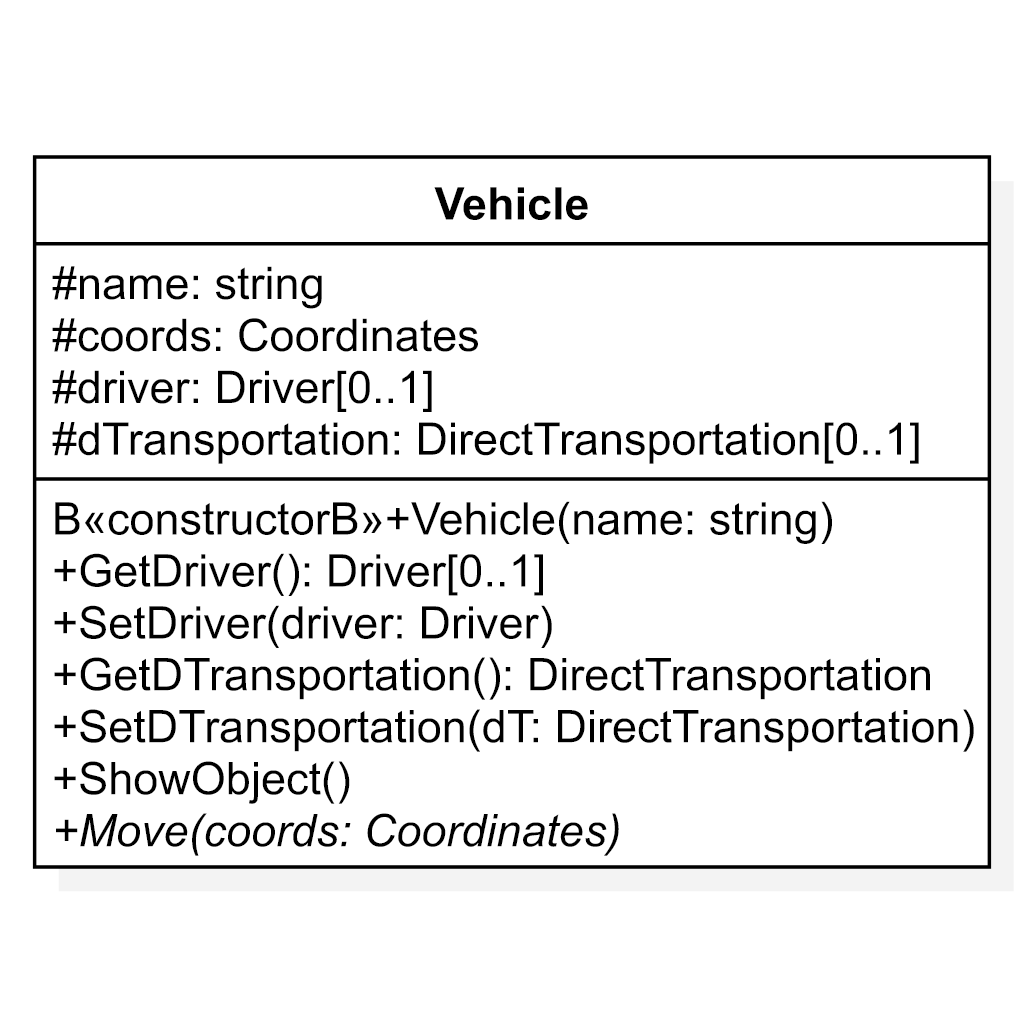 Vehicle
#name: string
#coords: Coordinates
#driver: Driver[0..1]
#dTransportation: DirectTransportation[0..1]
B«constructorB»+Vehicle(name: string)
+GetDriver(): Driver[0..1]
+SetDriver(driver: Driver)
+GetDTransportation(): DirectTransportation
+SetDTransportation(dT: DirectTransportation)
+ShowObject()
+Move(coords: Coordinates)